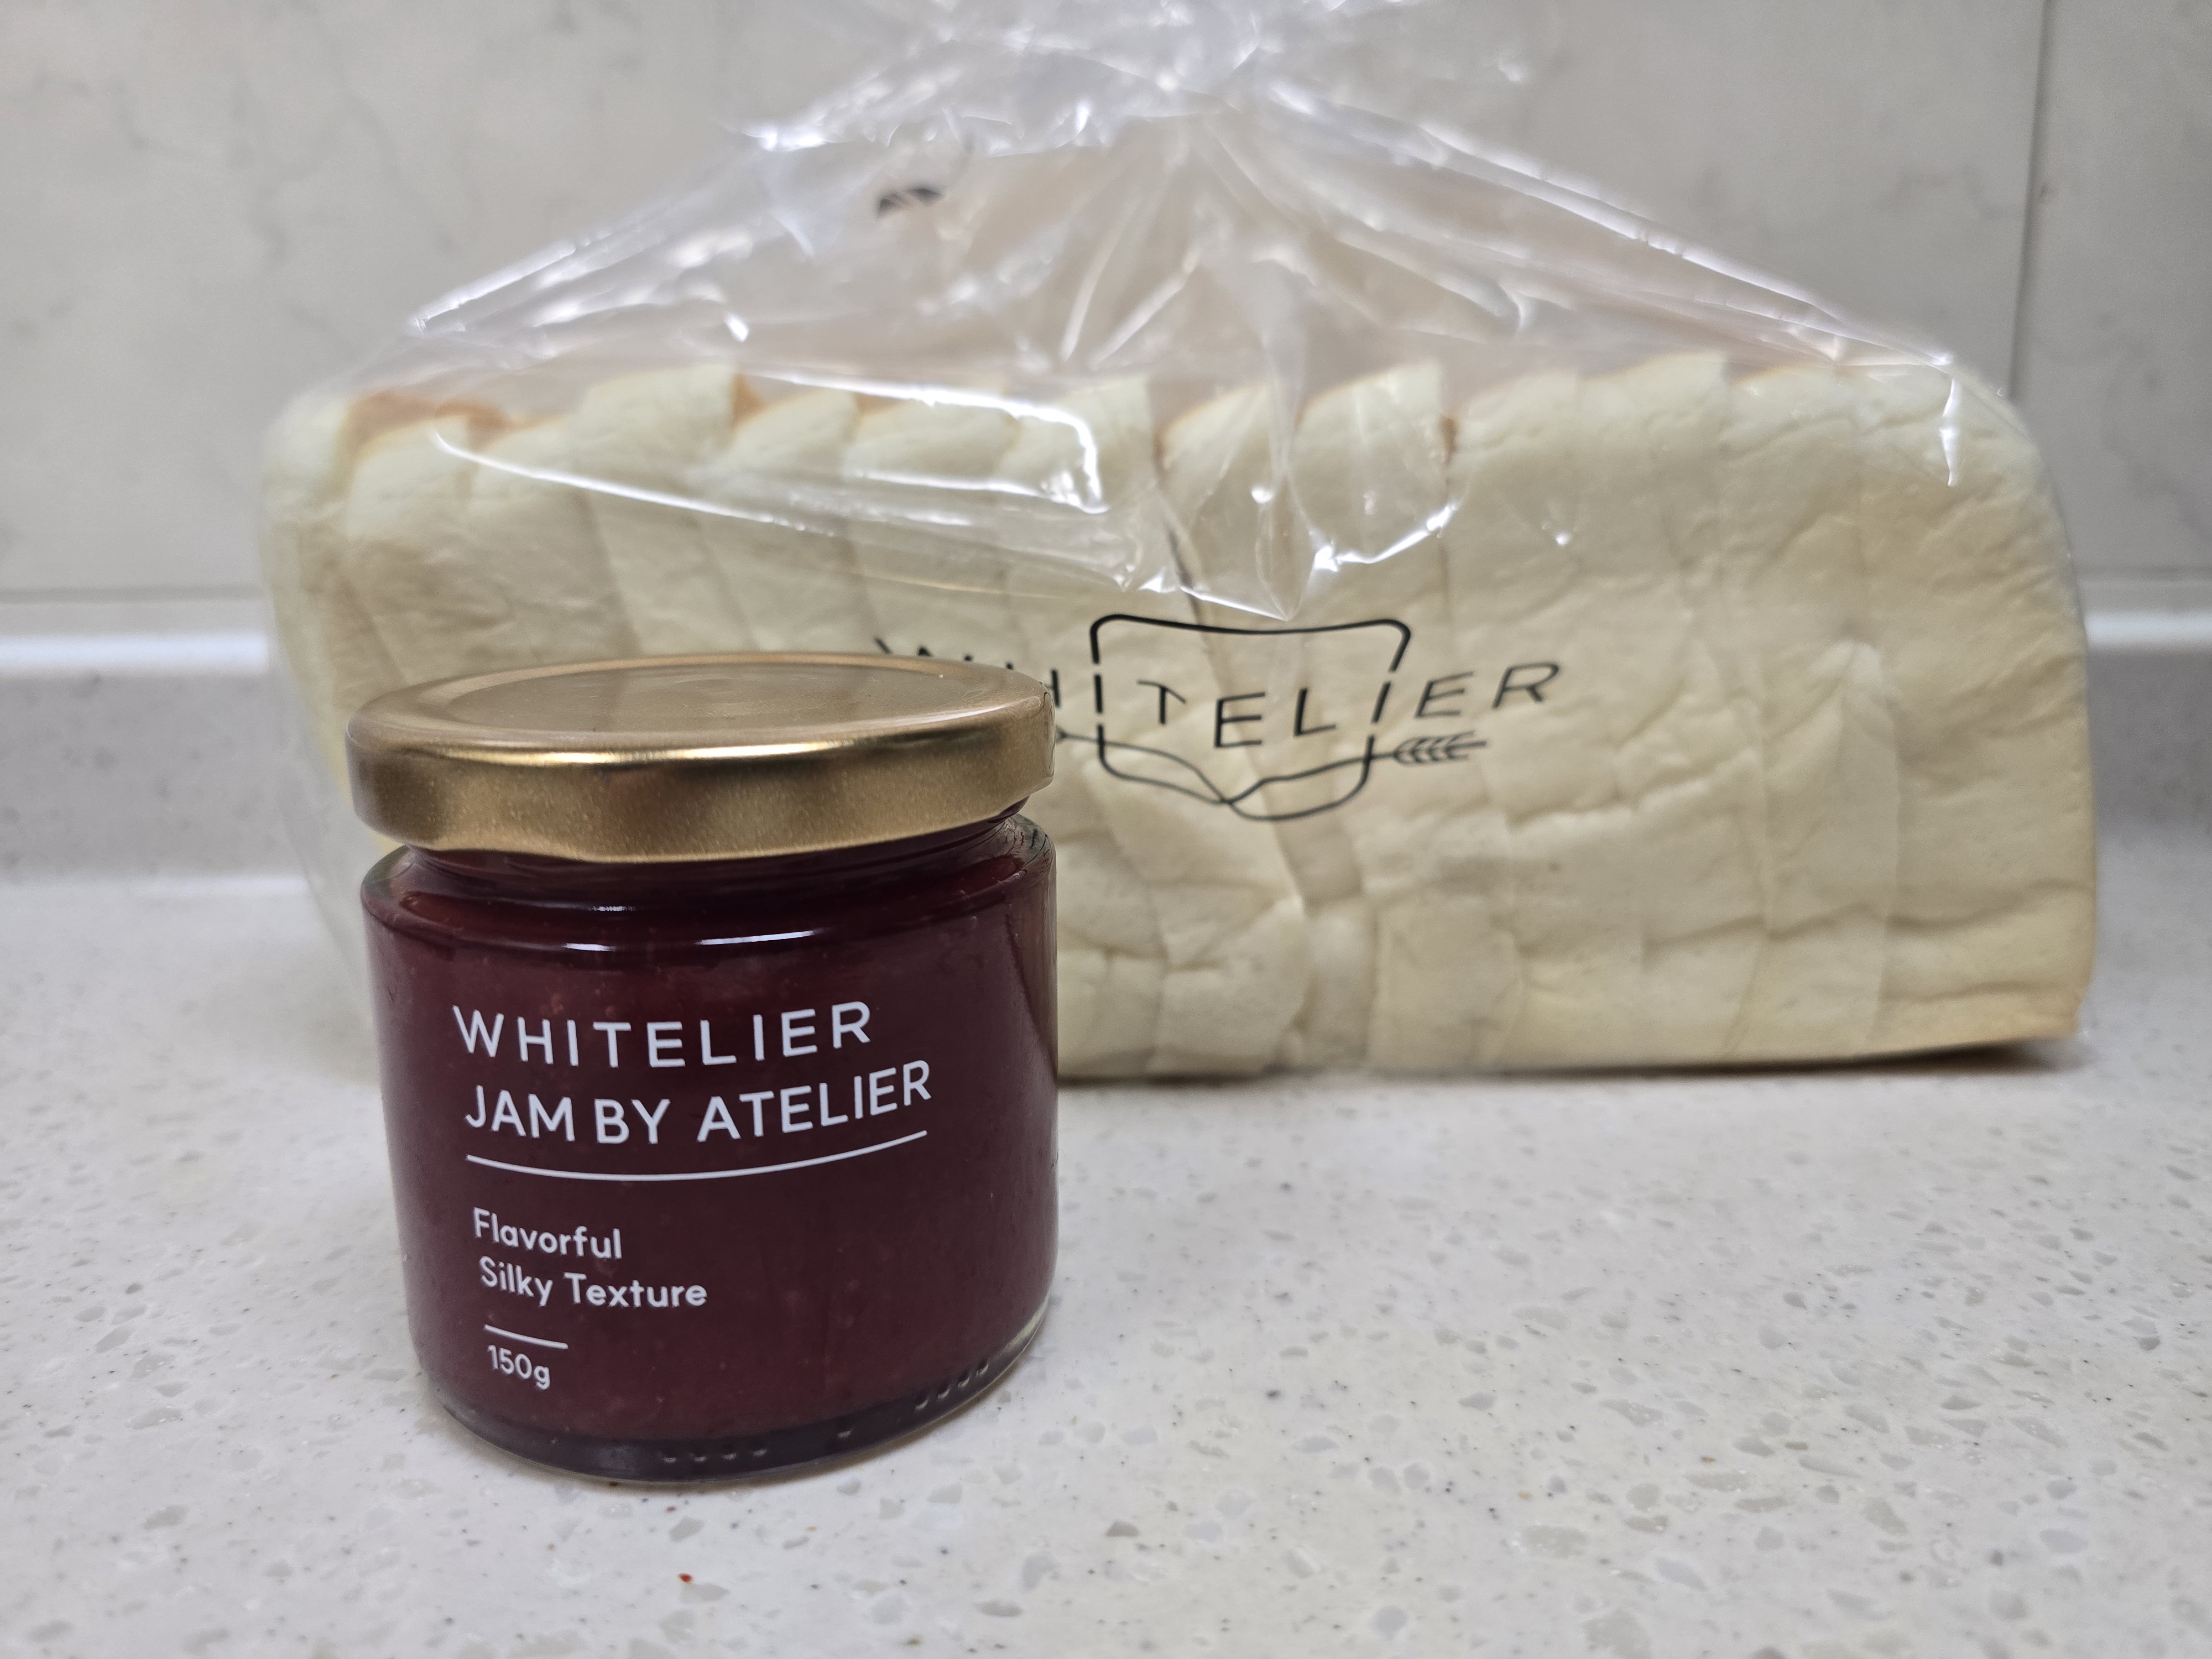 WHITELIER
WHITELIER
JAM BY ATELIER
Flavorful
Silky Texture
150g